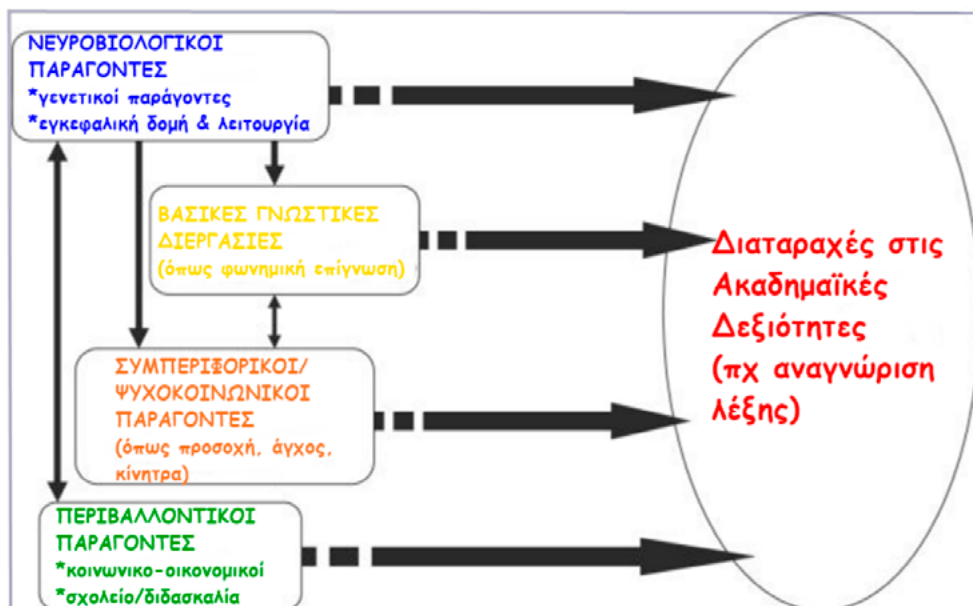 ΝΕΥΡΟΒΙΟΛΟΓΙΚΟΙ
ΠΑΡΑΓΟΝΤΕΣ
*γενετικοί παράγοντες
*εγκεφαλική δομή & λειτουργία
ΒΑΣΙΚΕΣ ΓΝΩΣΤΙΚΕΣ
ΔΙΕΡΓΑΣΙΕΣ
(όπως φωνημική επίγνωση)
ΣΥΜΠΕΡΙΦΟΡΙΚΟΙ/
ΨΥΧΟΚΟΙΝΩΝΙΚΟΙ
ΠΑΡΑΓΟΝΤΕΣ
(όπως προσοχή, άγχος,
κίνητρα)
ΠΕΡΙΒΑΛΛΟΝΤΙΚΟΙ
ΠΑΡΑΓΟΝΤΕΣ
*κοινωνικο-οικονομικοί
*σχολείο/διδασκαλία
Διαταραχές στις
Ακαδημαϊκές
Δεξιότητες
(πχ αναγνώριση
λέξης)